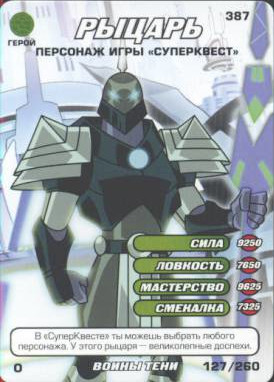 387
РЫЦАРЬ
ГЕРОЙ
ПЕРСОНАЖ ИГРЫ «СУПЕРКВЕСТ»
СИЛА 9250
ЛОВКОСТЬ 7650
МАСТЕРСТВО 9625
СМЕКАЛКА 7325
В «СуперКвесте» ты можешь выбрать любого
персонажа. У этого рыцаря — великолепные доспехи.
0 ВОИНЫ ТЕНИ 127/260